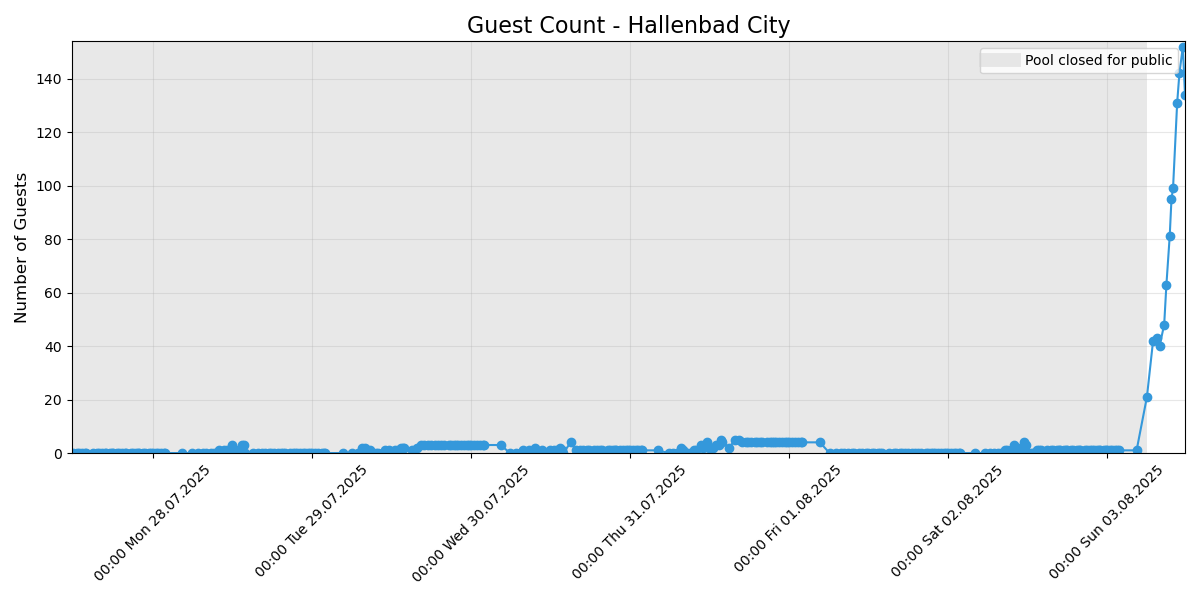 Guest Count - Hallenbad City
Pool closed for public
Number of Guests
140
120
100
80
60
40
20
0
00:00 Mon 28.07.2025
00:00 Tue 29.07.2025
00:00 Wed 30.07.2025
00:00 Thu 31.07.2025
00:00 Fri 01.08.2025
00:00 Sat 02.08.2025
00:00 Sun 03.08.2025